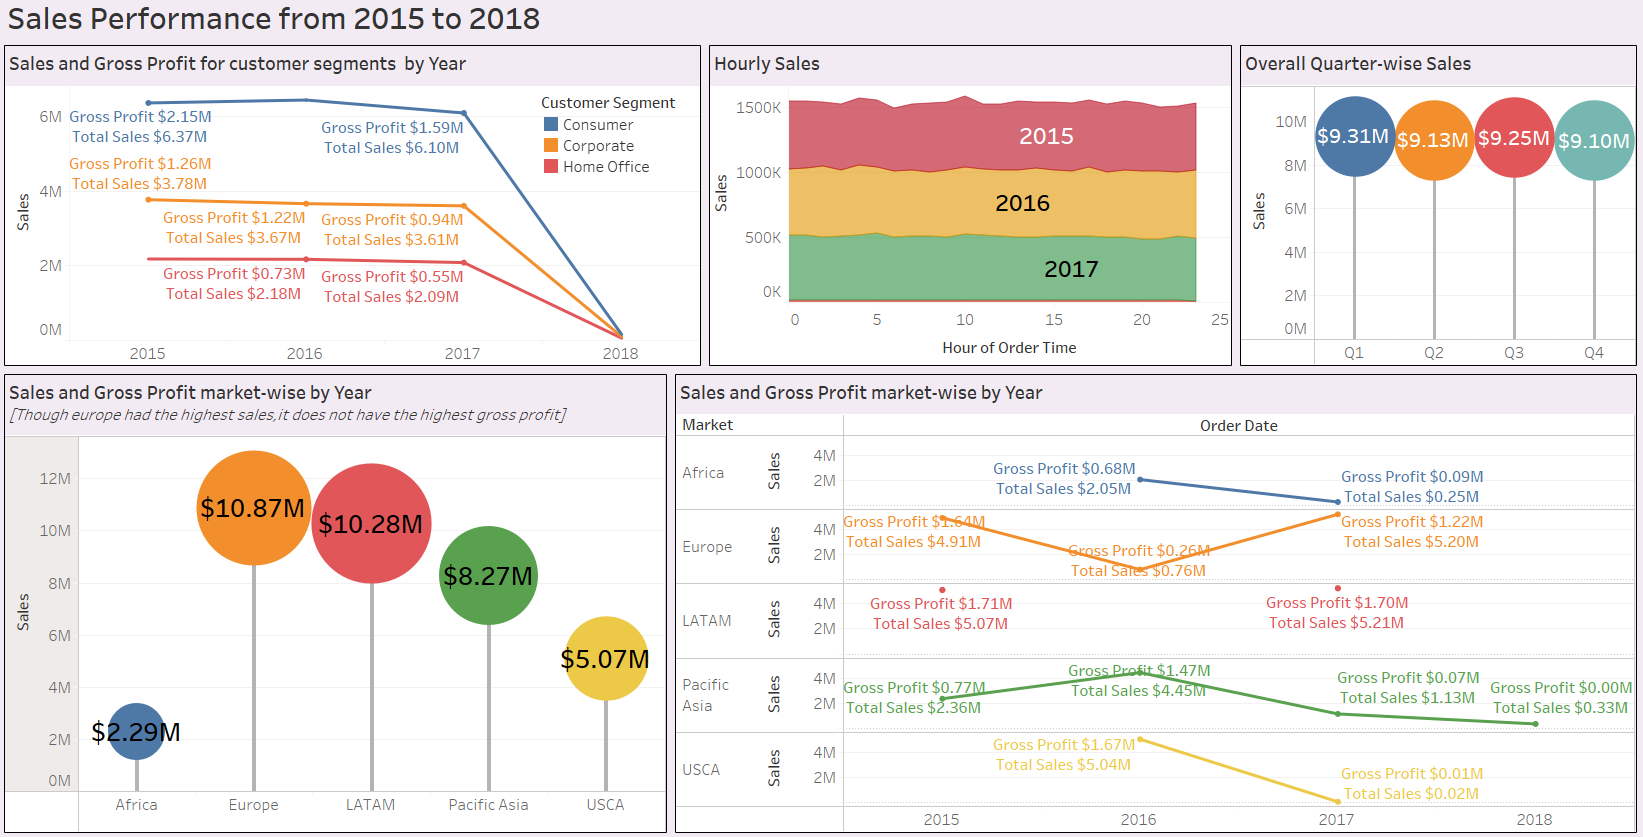 Sales Performance from 2015 to 2018
Sales and Gross Profit for customer segments by Year
Sales
6M
4M
2M
0M
Gross Profit $2.15M
Total Sales $6.37M
Gross Profit $1.59M
Total Sales $6.10M
Gross Profit $1.26M
Total Sales $3.78M
Gross Profit $1.22M
Total Sales $3.67M
Gross Profit $0.94M
Total Sales $3.61M
Gross Profit $0.73M
Total Sales $2.18M
Gross Profit $0.55M
Total Sales $2.09M
Customer Segment
Consumer
Corporate
Home Office
2015 2016 2017 2018
Hourly Sales
Sales
1500K
1000K
500K
0K
2015
2016
2017
0 5 10 15 20 25
Hour of Order Time
Overall Quarter-wise Sales
Sales
10M
8M
6M
4M
2M
0M
$9.31M $9.13M $9.25M $9.10M
Q1 Q2 Q3 Q4
Sales and Gross Profit market-wise by Year
[Though europe had the highest sales,it does not have the highest gross profit]
Sales
12M
10M
8M
6M
4M
2M
0M
$2.29M
$10.87M
$10.28M
$8.27M
$5.07M
Africa Europe LATAM Pacific Asia USCA
Sales and Gross Profit market-wise by Year
Market
Order Date
Africa
Sales
4M
2M
Gross Profit $0.68M
Total Sales $2.05M
Gross Profit $0.09M
Total Sales $0.25M
Europe
Sales
4M
2M
Gross Profit $1.64M
Total Sales $4.91M
Gross Profit $0.26M
Total Sales $0.76M
Gross Profit $1.22M
Total Sales $5.20M
LATAM
Sales
4M
2M
Gross Profit $1.71M
Total Sales $5.07M
Gross Profit $1.70M
Total Sales $5.21M
Pacific
Asia
Sales
4M
2M
Gross Profit $0.77M
Total Sales $2.36M
Gross Profit $1.47M
Total Sales $4.45M
Gross Profit $0.07M
Total Sales $1.13M
Gross Profit $0.00M
Total Sales $0.33M
USCA
Sales
4M
2M
Gross Profit $1.67M
Total Sales $5.04M
Gross Profit $0.01M
Total Sales $0.02M
2015 2016 2017 2018